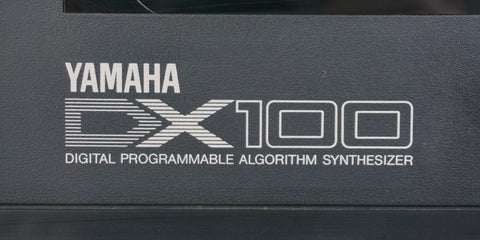 YAMAHA
DX100
DIGITAL PROGRAMMABLE ALGORITHM SYNTHESIZER